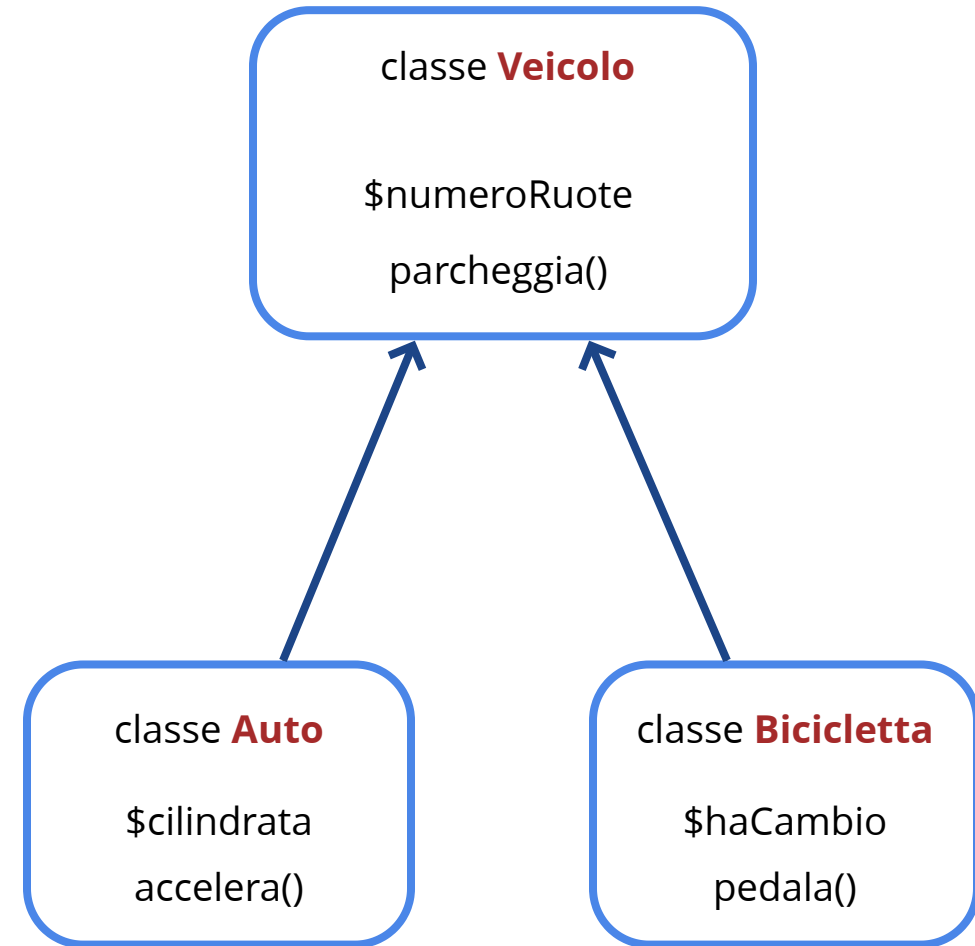 classe Veicolo
$numeroRuote
parcheggia()
classe Auto
$cilindrata
accelera()
classe Bicicletta
$haCambio
pedala()